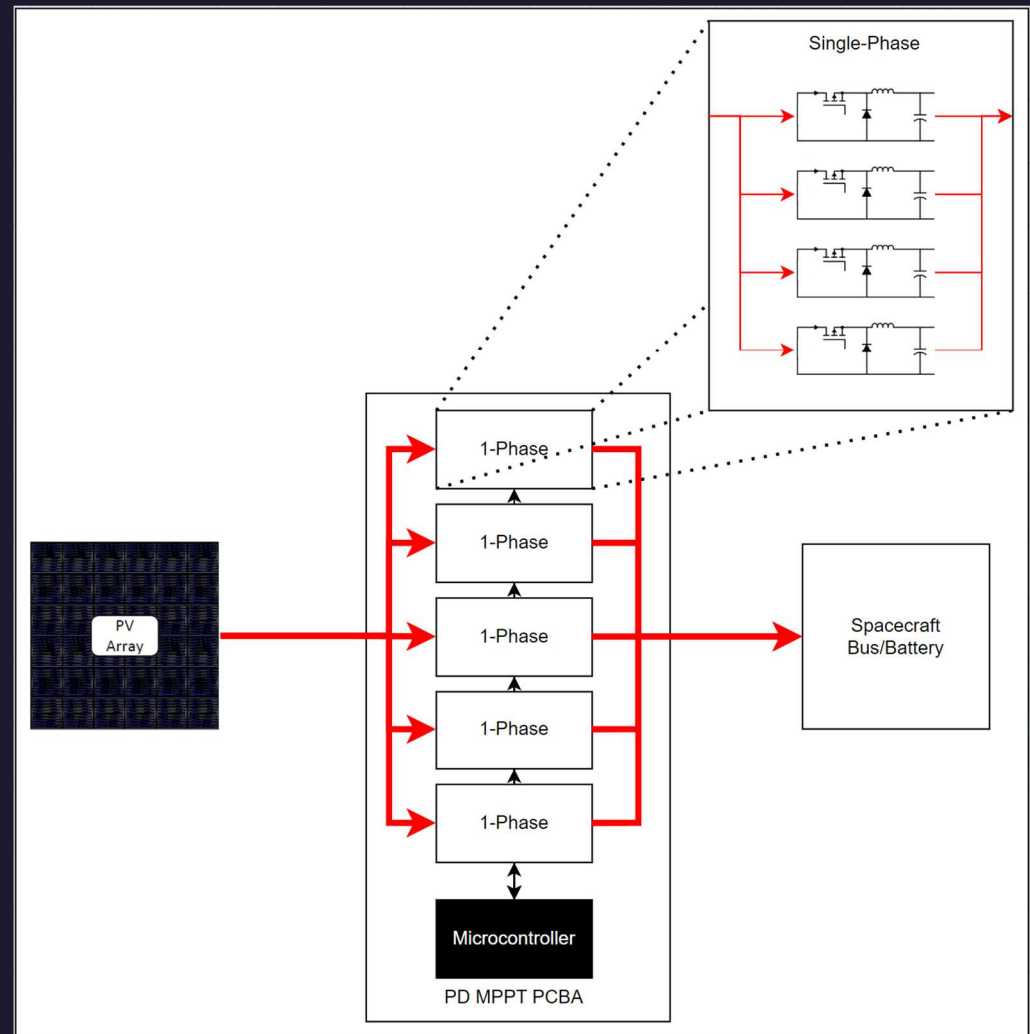 Single-Phase
1-Phase
1-Phase
1-Phase
1-Phase
1-Phase
PV
Array
Spacecraft
Bus/Battery
Microcontroller
PD MPPT PCBA